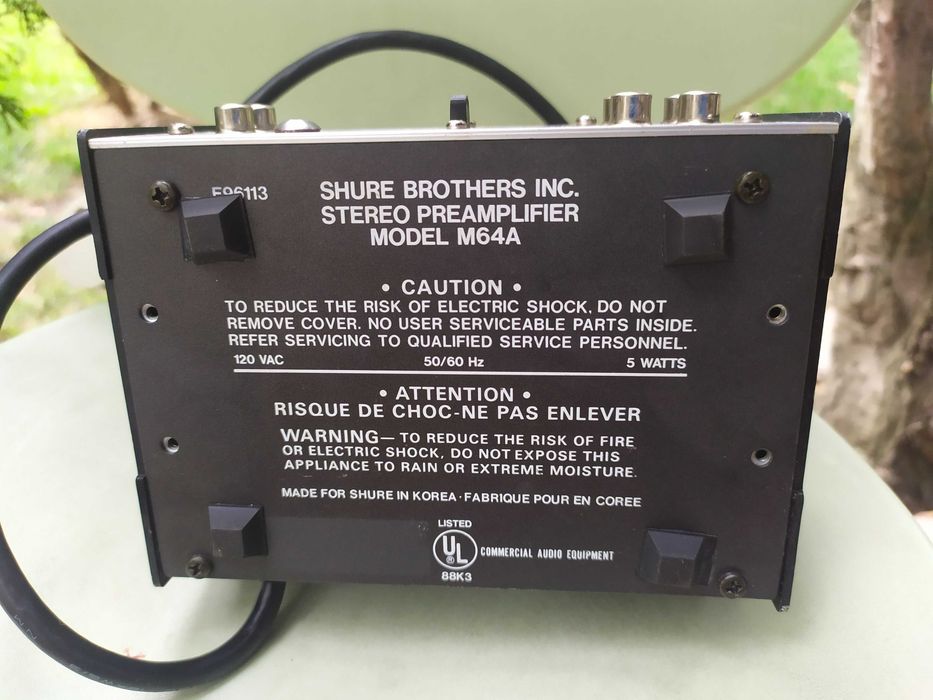 E96113
SHURE BROTHERS INC.
STEREO PREAMPLIFIER
MODEL M64A
• CAUTION •
TO REDUCE THE RISK OF ELECTRIC SHOCK, DO NOT
REMOVE COVER. NO USER SERVICEABLE PARTS INSIDE.
REFER SERVICING TO QUALIFIED SERVICE PERSONNEL.
120 VAC 50/60 Hz 5 WATTS
• ATTENTION •
RISQUE DE CHOC-NE PAS ENLEVER
WARNING— TO REDUCE THE RISK OF FIRE
OR ELECTRIC SHOCK, DO NOT EXPOSE THIS
APPLIANCE TO RAIN OR EXTREME MOISTURE.
MADE FOR SHURE IN KOREA · FABRIQUE POUR EN COREE
LISTED
UL ® COMMERCIAL AUDIO EQUIPMENT
88K3